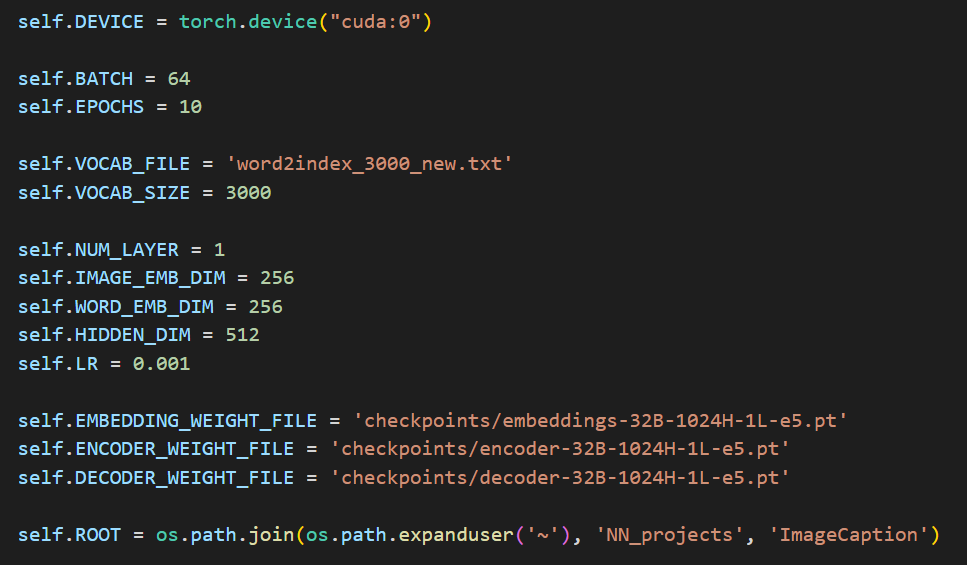 self.DEVICE = torch.device("cuda:0")
self.BATCH = 64
self.EPOCHS = 10
self.VOCAB_FILE = 'word2index_3000_new.txt'
self.VOCAB_SIZE = 3000
self.NUM_LAYER = 1
self.IMAGE_EMB_DIM = 256
self.WORD_EMB_DIM = 256
self.HIDDEN_DIM = 512
self.LR = 0.001
self.EMBEDDING_WEIGHT_FILE = 'checkpoints/embeddings-32B-1024H-1L-e5.pt'
self.ENCODER_WEIGHT_FILE = 'checkpoints/encoder-32B-1024H-1L-e5.pt'
self.DECODER_WEIGHT_FILE = 'checkpoints/decoder-32B-1024H-1L-e5.pt'
self.ROOT = os.path.join(os.path.expanduser('~'), 'NN_projects', 'ImageCaption')